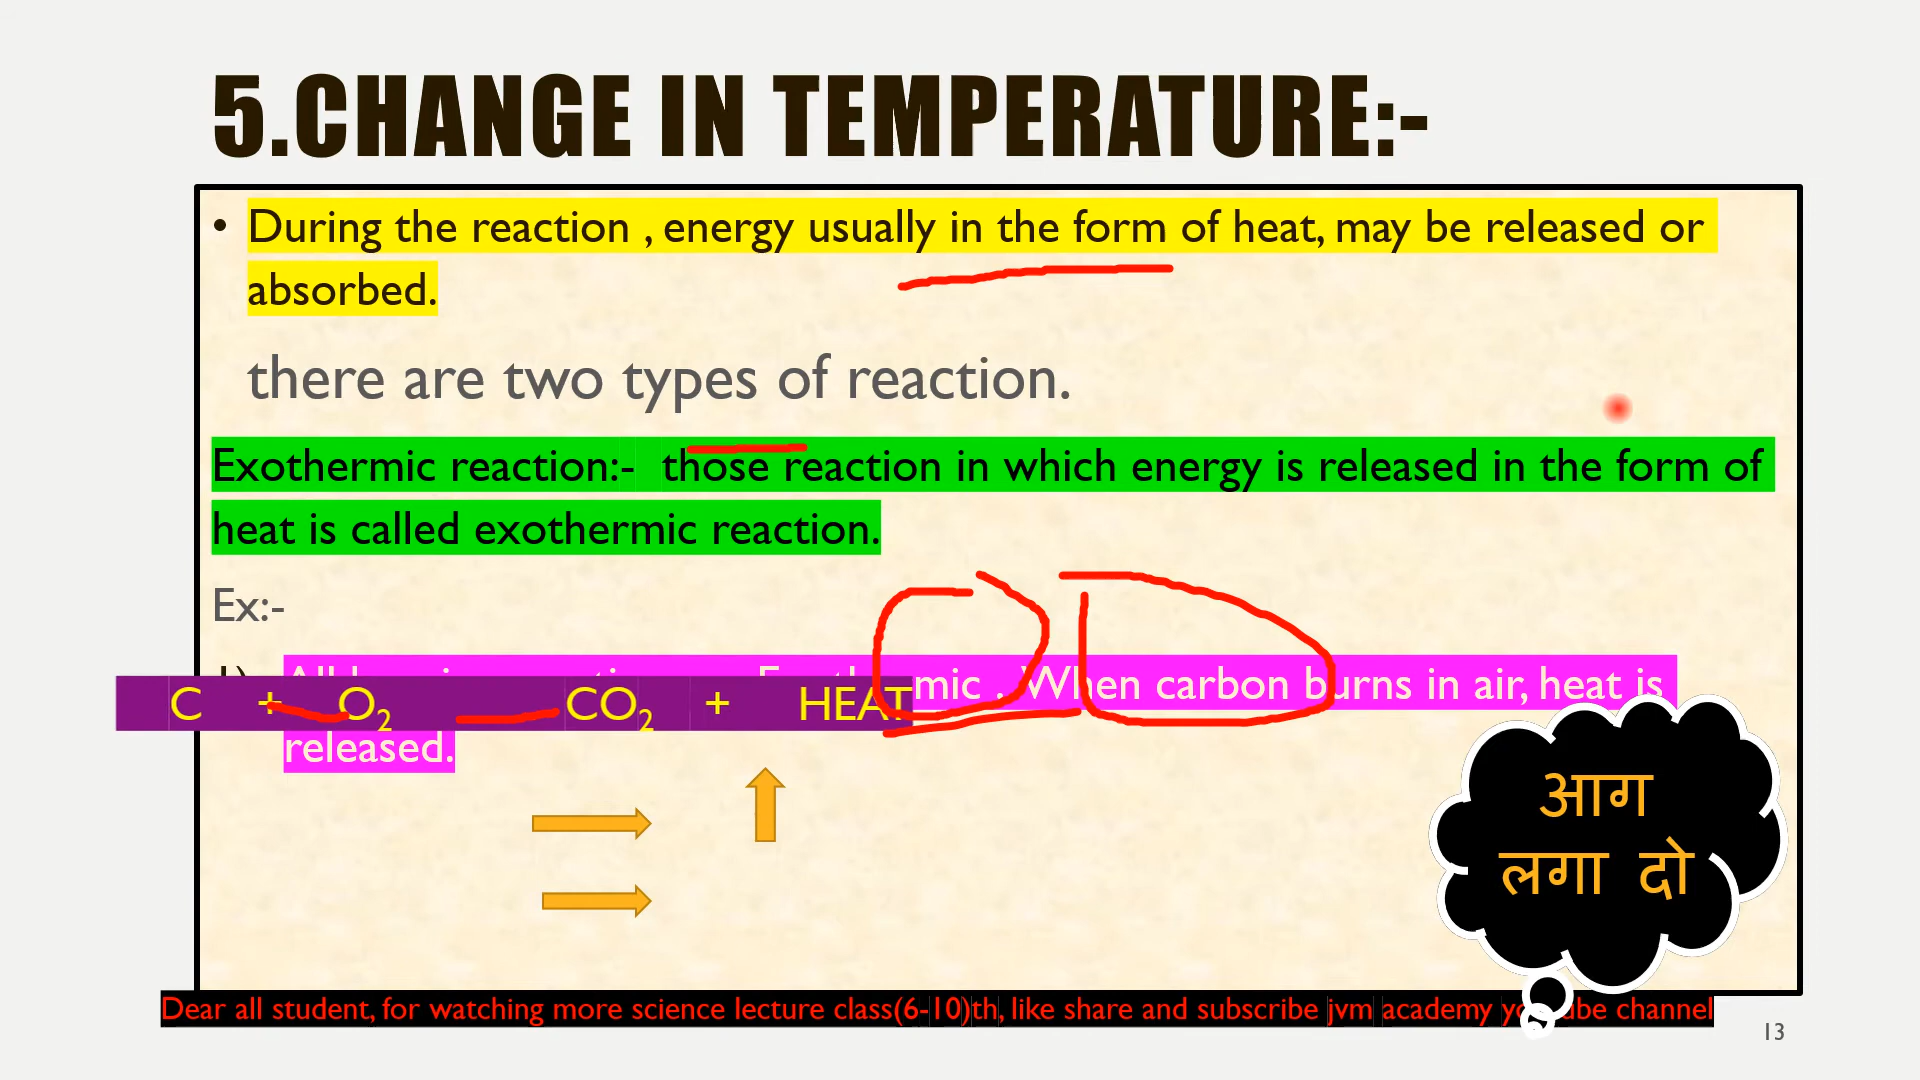 5.CHANGE IN TEMPERATURE:-
• During the reaction , energy usually in the form of heat, may be released or
absorbed.
there are two types of reaction.
Exothermic reaction:- those reaction in which energy is released in the form of
heat is called exothermic reaction.
Ex:-
mic . When carbon burns in air, heat is
C + O₂ CO₂ + HEAT
released.
आग
लगा दो
Dear all student, for watching more science lecture class(6-10)th, like share and subscribe jvm academy channel
13